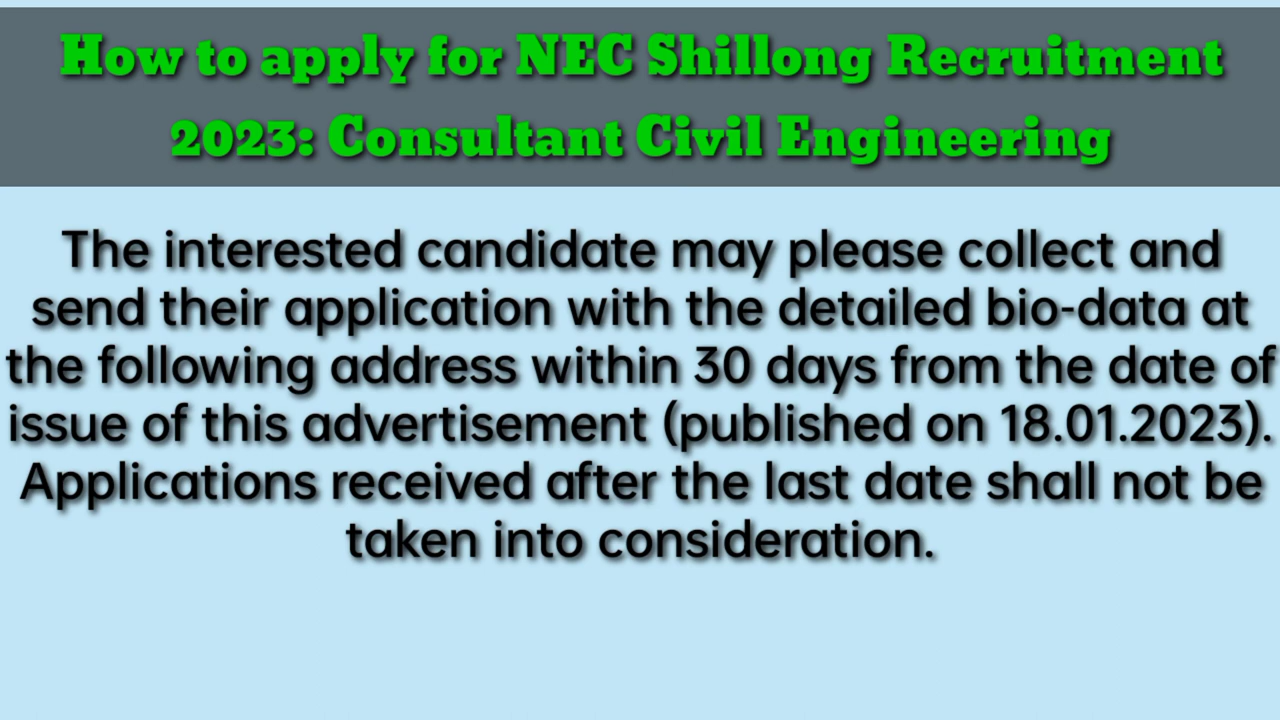 How to apply for NEC Shillong Recruitment
2023: Consultant Civil Engineering
The interested candidate may please collect and
send their application with the detailed bio-data at
the following address within 30 days from the date of
issue of this advertisement (published on 18.01.2023).
Applications received after the last date shall not be
taken into consideration.